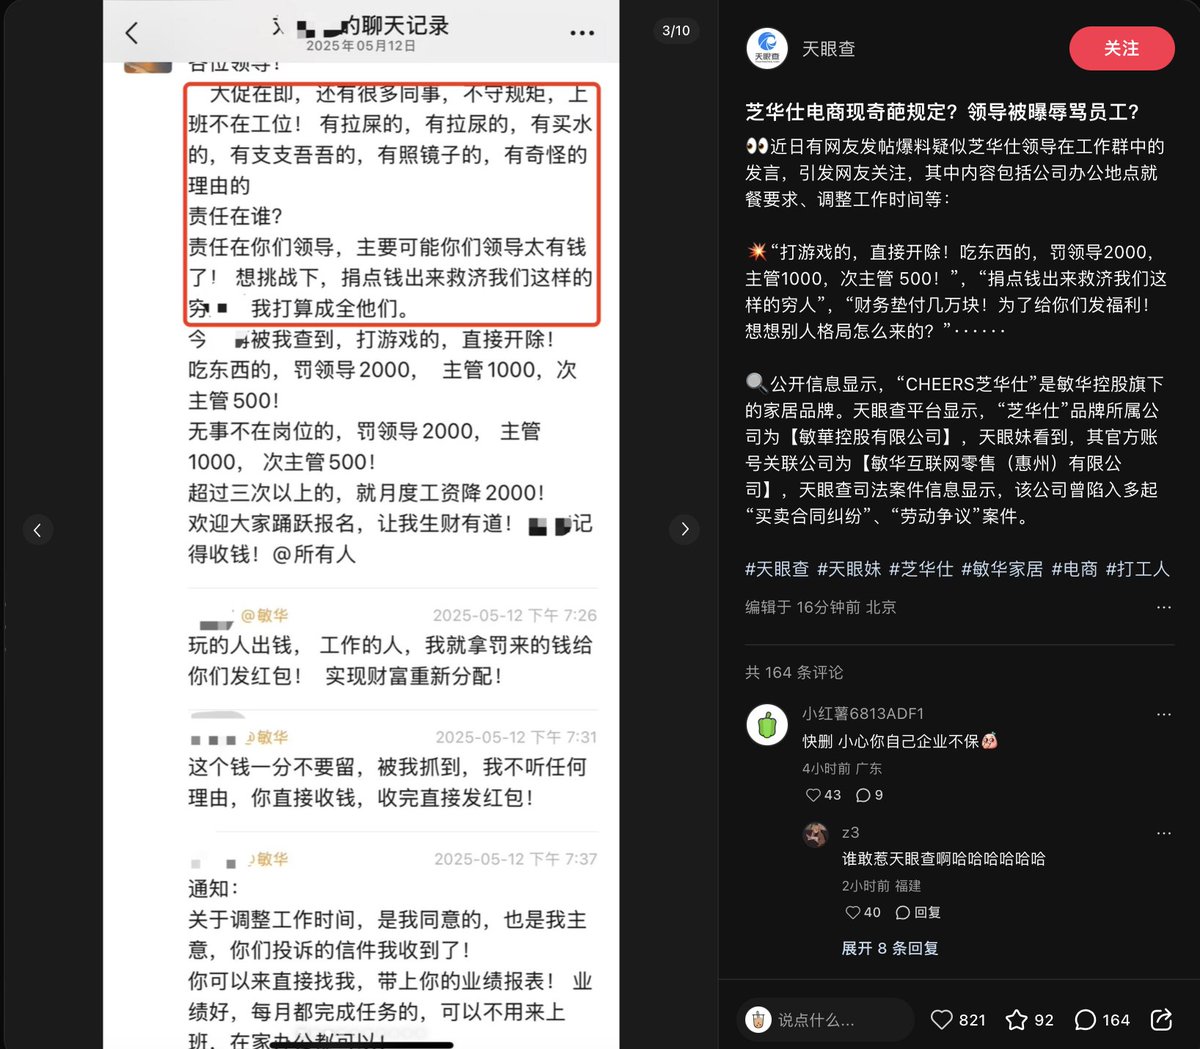 的聊天记录
2025年05月12日
各位领导！
大促在即，还有很多同事，不守规矩，上
班不在工位！ 有拉屎的，有拉尿的，有买水
的，有支支吾吾的，有照镜子的，有奇怪的
理由的
责任在谁？
责任在你们领导，主要可能你们领导太有钱
了！ 想挑战下，捐点钱出来救济我们这样的
穷 我打算成全他们。
今 被我查到，打游戏的，直接开除！
吃东西的，罚领导2000， 主管1000，次
主管500！
无事不在岗位的，罚领导2000， 主管
1000， 次主管500！
超过三次以上的，就月度工资降2000！
欢迎大家踊跃报名，让我生财有道！ 记
得收钱！@所有人
@敏华 2025-05-12 下午 7:26
玩的人出钱， 工作的人，我就拿罚来的钱给
你们发红包！ 实现财富重新分配！
@敏华 2025-05-12 下午 7:31
这个钱一分不要留，被我抓到，我不听任何
理由，你直接收钱，收完直接发红包！
@敏华 2025-05-12 下午 7:37
通知：
关于调整工作时间，是我同意的，也是我主
意，你们投诉的信件我收到了！
你可以来直接找我，带上你的业绩报表！ 业
绩好，每月都完成任务的，可以不用来上
班，在家办公都可以！
3/10
天眼查
天眼查
关注
芝华仕电商现奇葩规定？领导被曝辱骂员工？
👀近日有网友发帖爆料疑似芝华仕领导在工作群中的
发言，引发网友关注，其中内容包括公司办公地点就
餐要求、调整工作时间等：
💥“打游戏的，直接开除！吃东西的，罚领导2000，
主管1000，次主管 500！”，“捐点钱出来救济我们这
样的穷人”，“财务垫付几万块！为了给你们发福利！
想想别人格局怎么来的？”······
🔍公开信息显示，“CHEERS芝华仕”是敏华控股旗下
的家居品牌。天眼查平台显示，“芝华仕”品牌所属公
司为【敏華控股有限公司】，天眼妹看到，其官方账
号关联公司为【敏华互联网零售（惠州）有限公
司】，天眼查司法案件信息显示，该公司曾陷入多起
“买卖合同纠纷”、“劳动争议”案件。
#天眼查 #天眼妹 #芝华仕 #敏华家居 #电商 #打工人
编辑于 16分钟前 北京
共 164 条评论
小红薯6813ADF1
快删 小心你自己企业不保
4小时前 广东
43 9
z3
谁敢惹天眼查啊哈哈哈哈哈哈
2小时前 福建
40 回复
展开 8 条回复
说点什么...
821 92 164